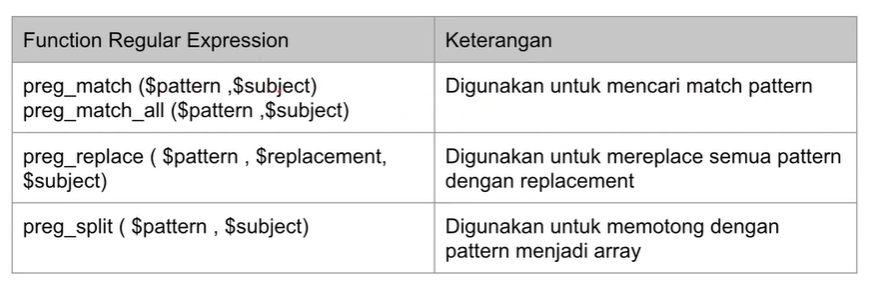 Function Regular Expression
Keterangan
preg_match ($pattern ,$subject)
preg_match_all ($pattern ,$subject)
Digunakan untuk mencari match pattern
preg_replace ( $pattern , $replacement,
$subject)
Digunakan untuk mereplace semua pattern
dengan replacement
preg_split ( $pattern , $subject)
Digunakan untuk memotong dengan
pattern menjadi array